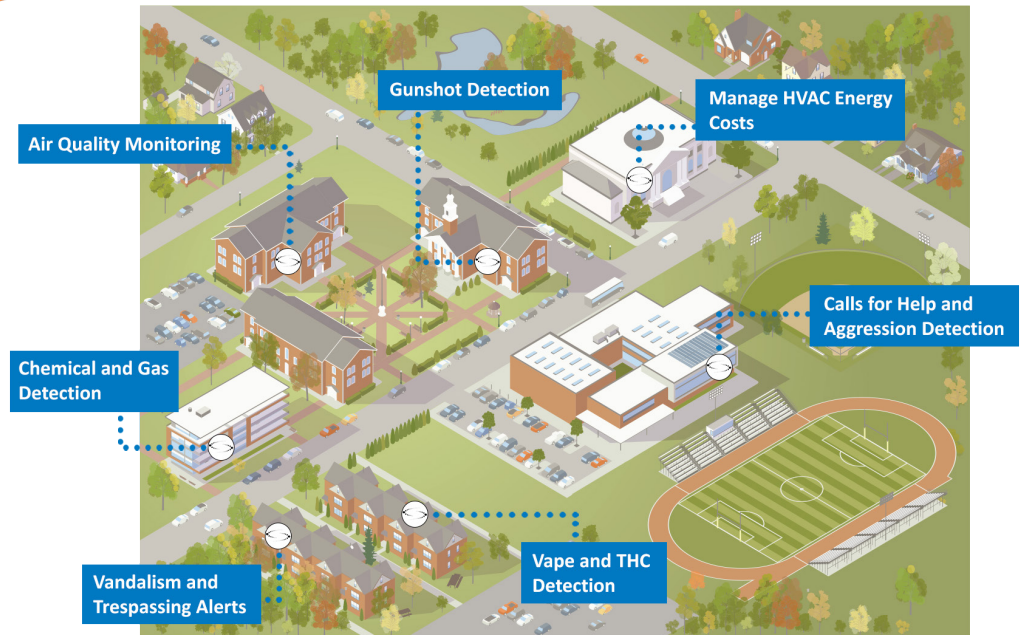 Gunshot Detection
Manage HVAC Energy
Costs
Air Quality Monitoring
Calls for Help and
Aggression Detection
Chemical and Gas
Detection
Vape and THC
Detection
Vandalism and
Trespassing Alerts